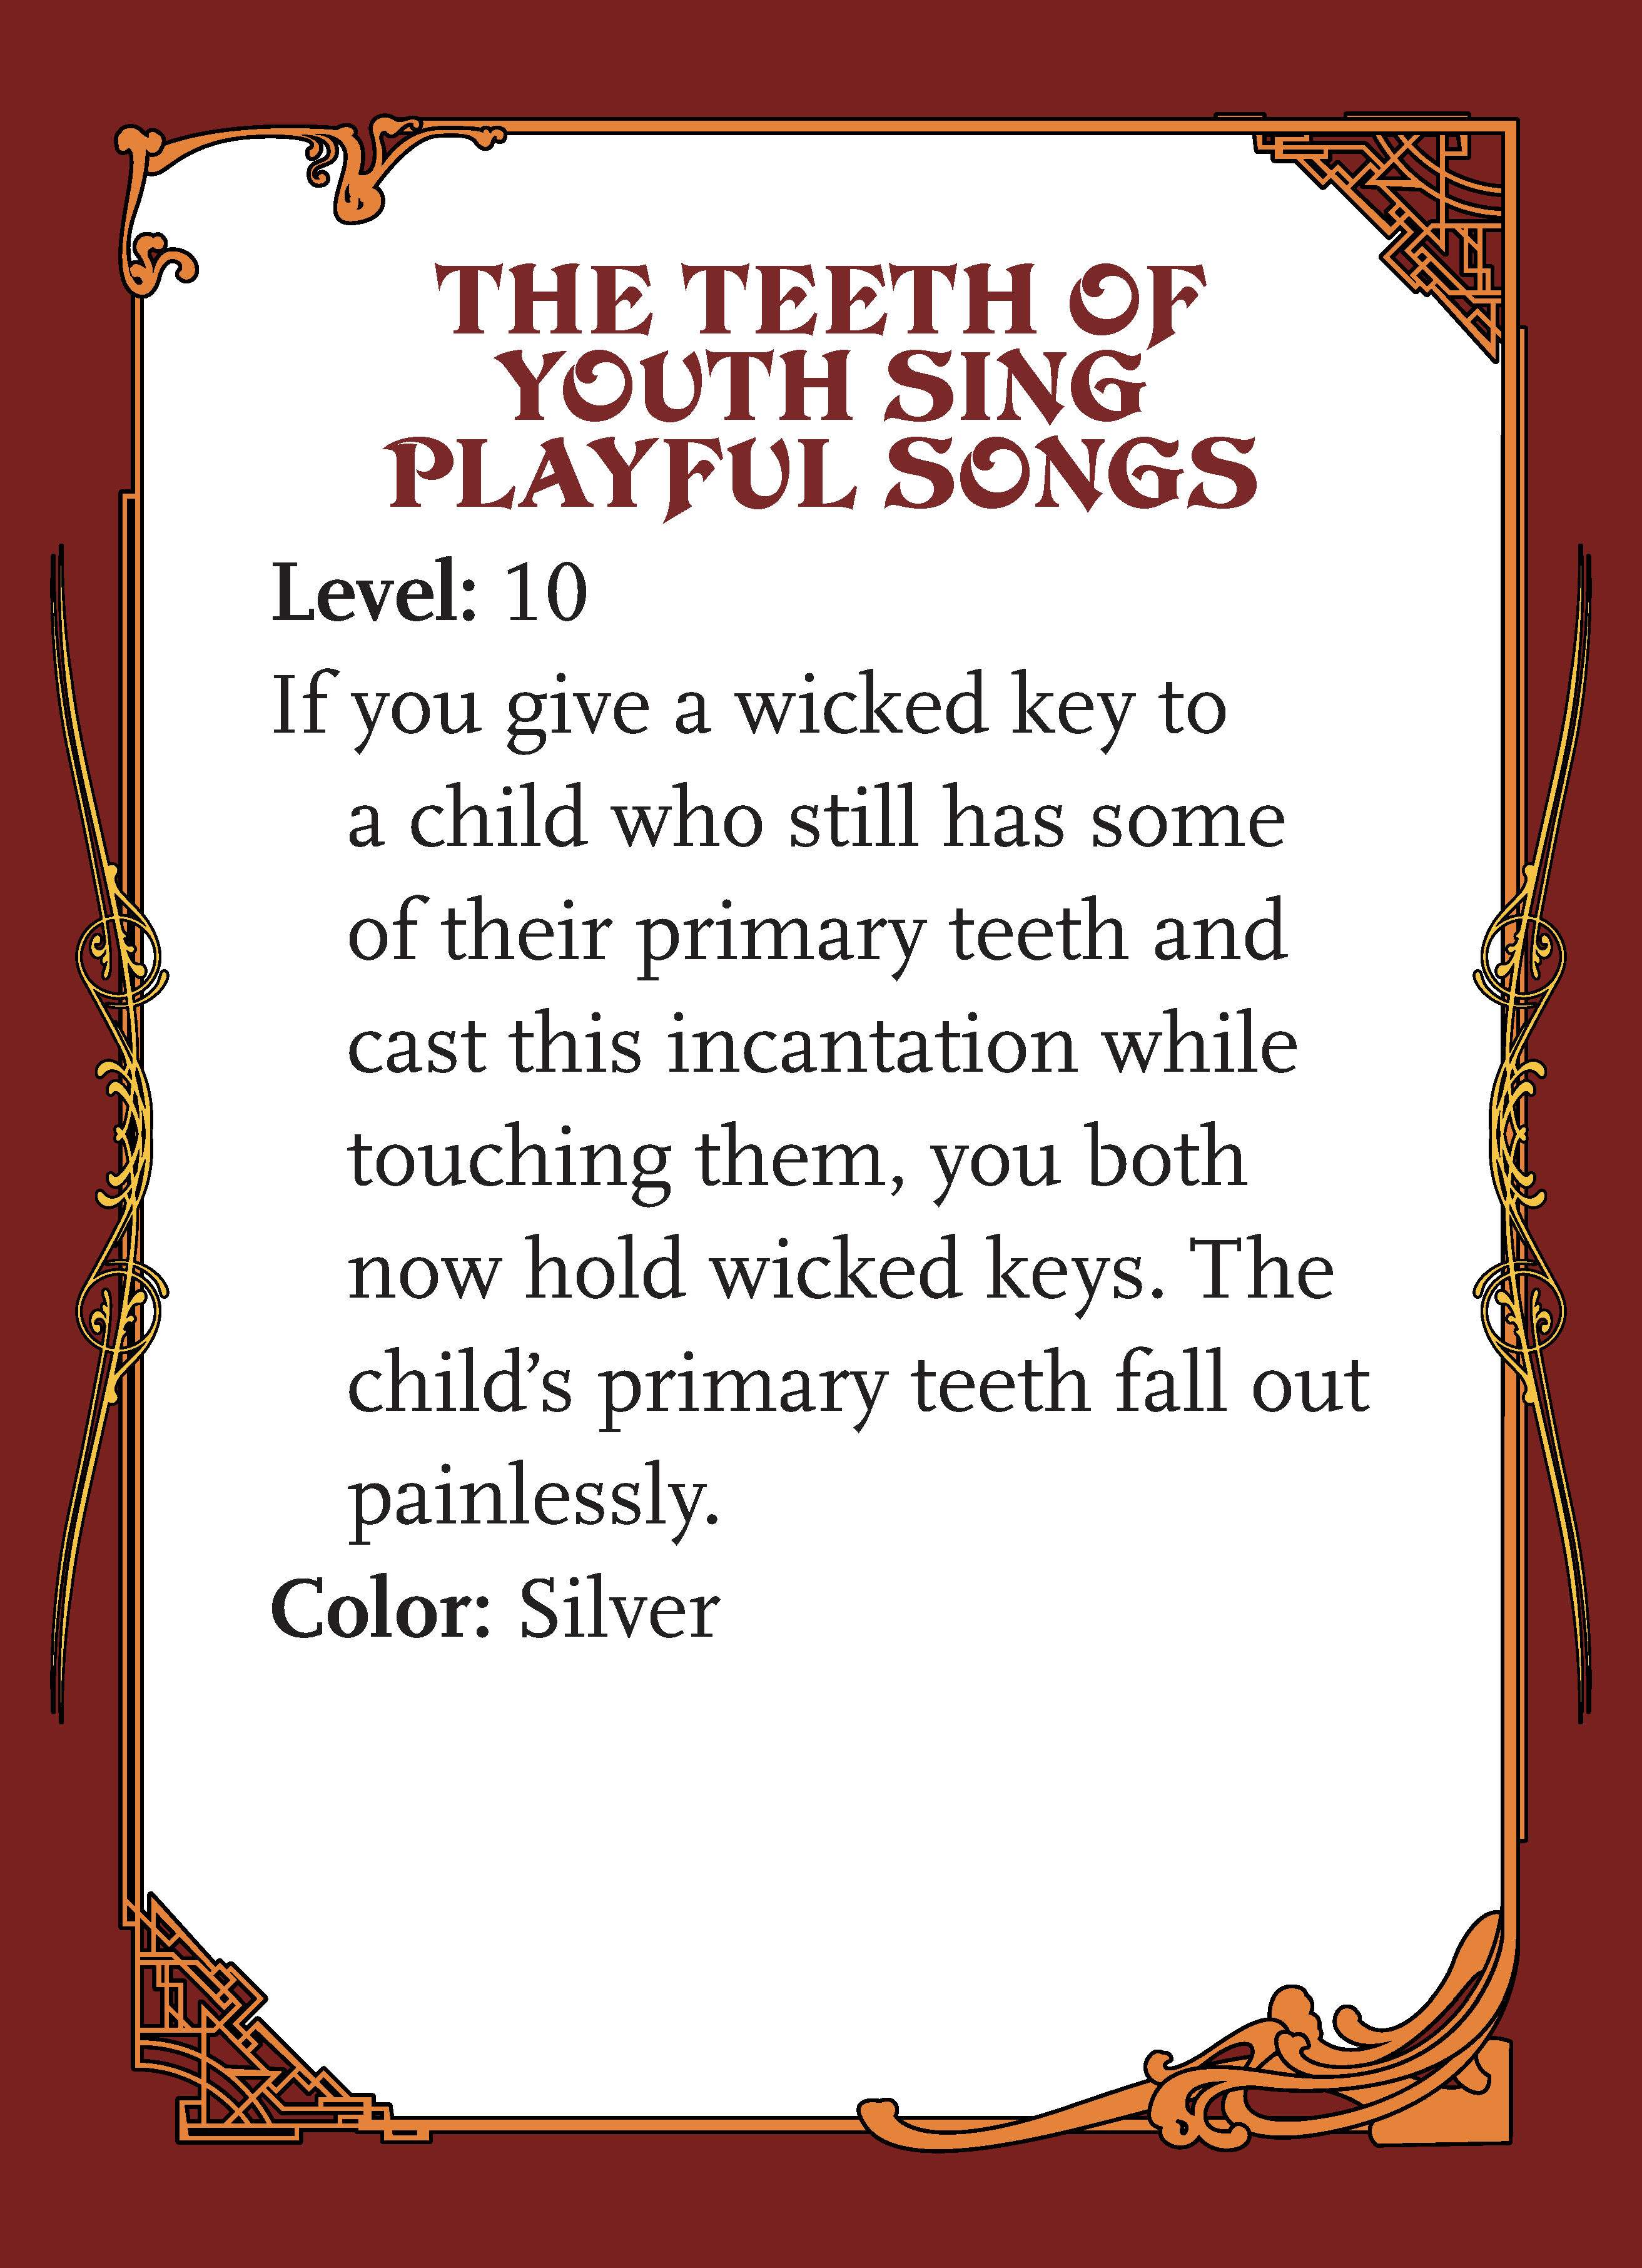 THE TEETH OF
YOUTH SING
PLAYFUL SONGS
Level: 10
If you give a wicked key to
a child who still has some
of their primary teeth and
cast this incantation while
touching them, you both
now hold wicked keys. The
child’s primary teeth fall out
painlessly.
Color: Silver